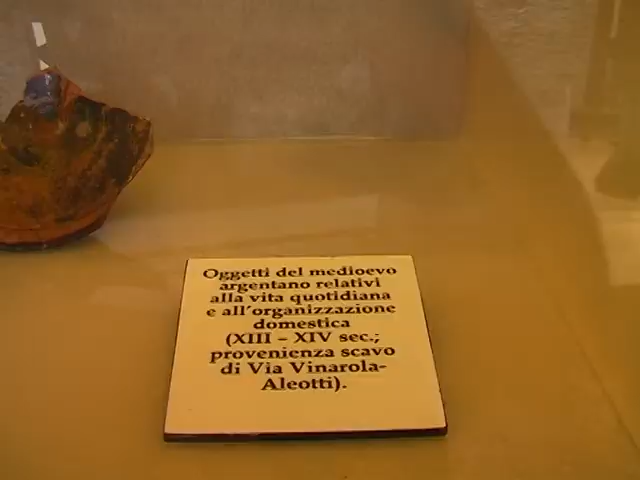 Oggetti del medioevo
argentano relativi
alla vita quotidiana
e all'organizzazione
domestica
(XIII – XIV sec.;
provenienza scavo
di Via Vinarola-
Aleotti).